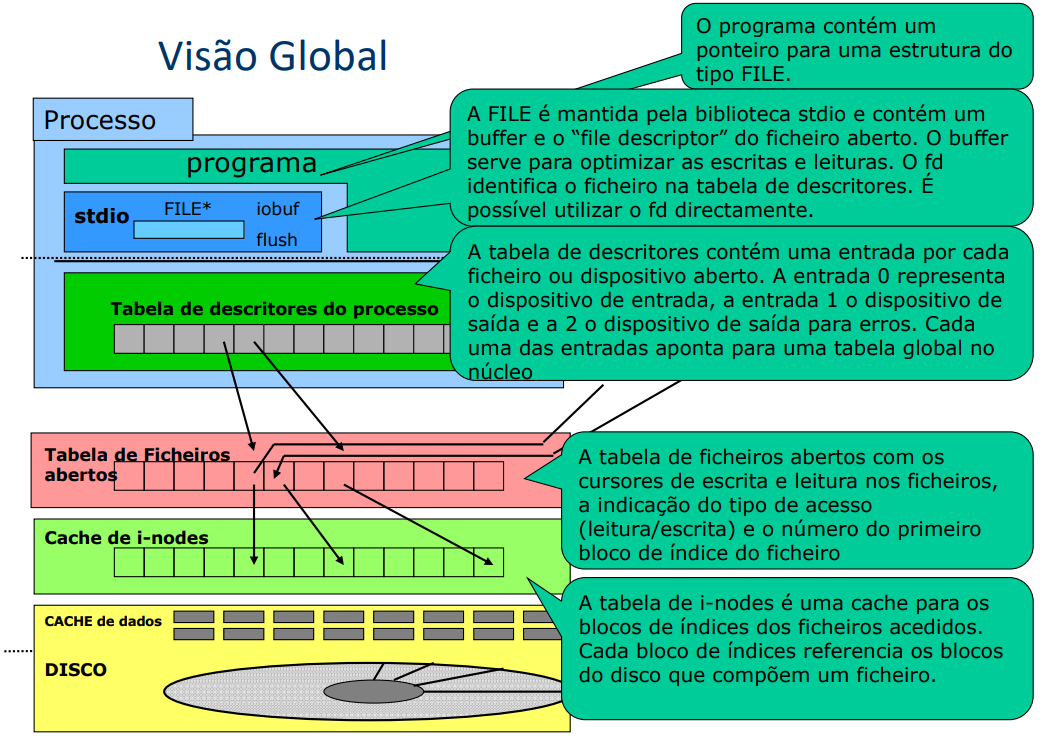 Visão Global
O programa contém um
ponteiro para uma estrutura do
tipo FILE.
Processo
programa
A FILE é mantida pela biblioteca stdio e contém um
buffer e o “file descriptor” do ficheiro aberto. O buffer
serve para optimizar as escritas e leituras. O fd
identifica o ficheiro na tabela de descritores. É
possível utilizar o fd directamente.
stdio
FILE*
iobuf
flush
A tabela de descritores contém uma entrada por cada
ficheiro ou dispositivo aberto. A entrada 0 representa
o dispositivo de entrada, a entrada 1 o dispositivo de
saída e a 2 o dispositivo de saída para erros. Cada
uma das entradas aponta para uma tabela global no
núcleo
Tabela de descritores do processo
Tabela de Ficheiros
abertos
A tabela de ficheiros abertos com os
cursores de escrita e leitura nos ficheiros,
a indicação do tipo de acesso
(leitura/escrita) e o número do primeiro
bloco de índice do ficheiro
Cache de i-nodes
A tabela de i-nodes é uma cache para os
blocos de índices dos ficheiros acedidos.
Cada bloco de índices referencia os blocos
do disco que compõem um ficheiro.
CACHE de dados
DISCO